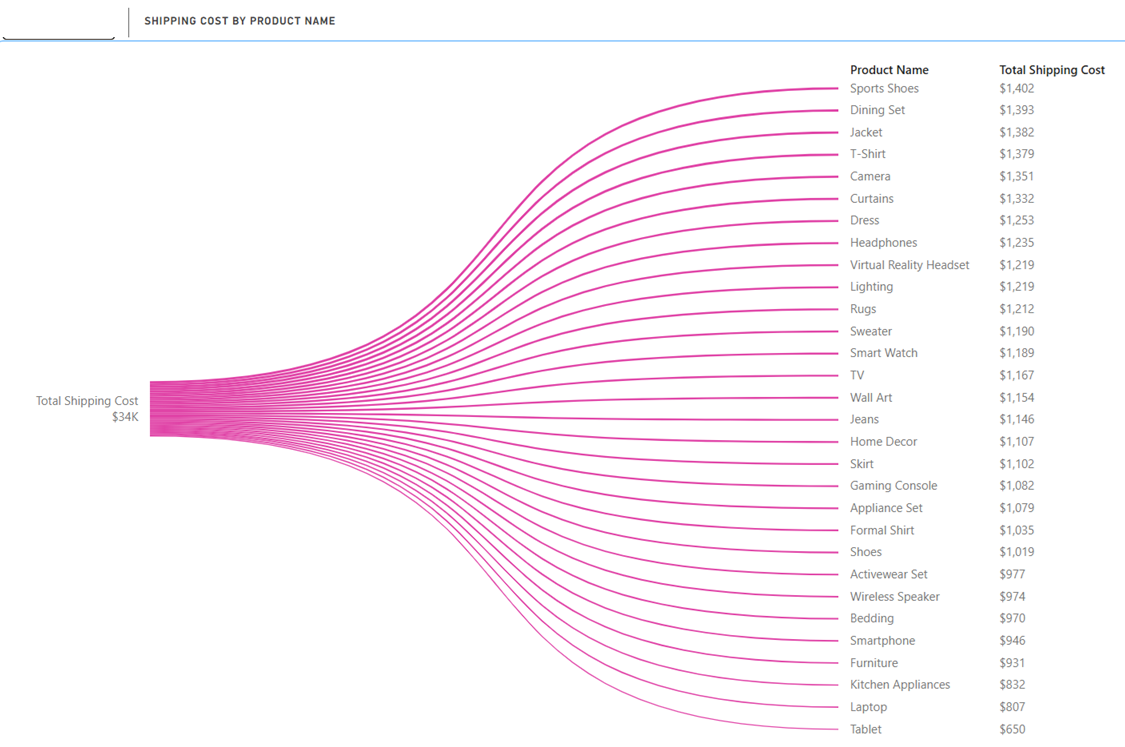 SHIPPING COST BY PRODUCT NAME
Product Name Total Shipping Cost
Sports Shoes $1,402
Dining Set $1,393
Jacket $1,382
T-Shirt $1,379
Camera $1,351
Curtains $1,332
Dress $1,253
Headphones $1,235
Virtual Reality Headset $1,219
Lighting $1,219
Rugs $1,212
Sweater $1,190
Smart Watch $1,189
TV $1,167
Wall Art $1,154
Jeans $1,146
Home Decor $1,107
Skirt $1,102
Gaming Console $1,082
Appliance Set $1,079
Formal Shirt $1,035
Shoes $1,019
Activewear Set $977
Wireless Speaker $974
Bedding $970
Smartphone $946
Furniture $931
Kitchen Appliances $832
Laptop $807
Tablet $650
Total Shipping Cost
$34K